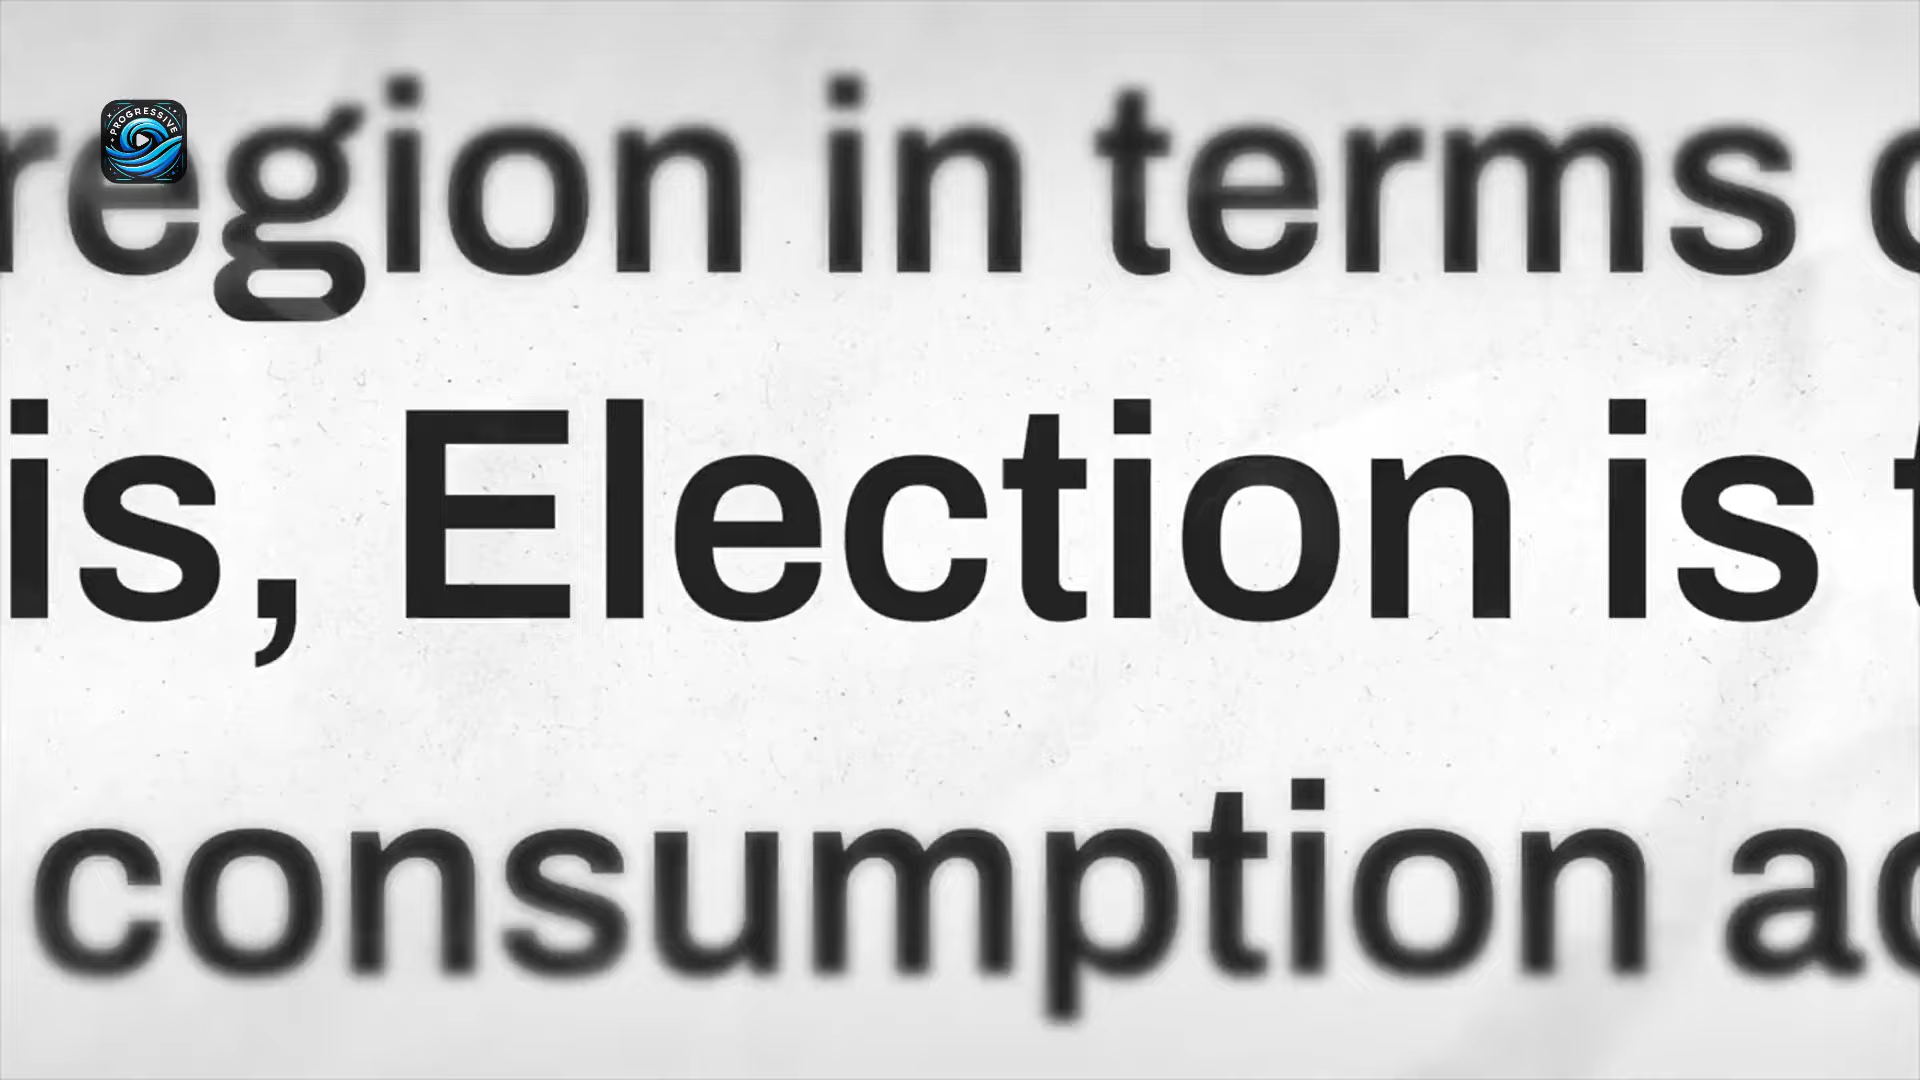 PROGRESSIVE
region in terms
is, Election is
consumption